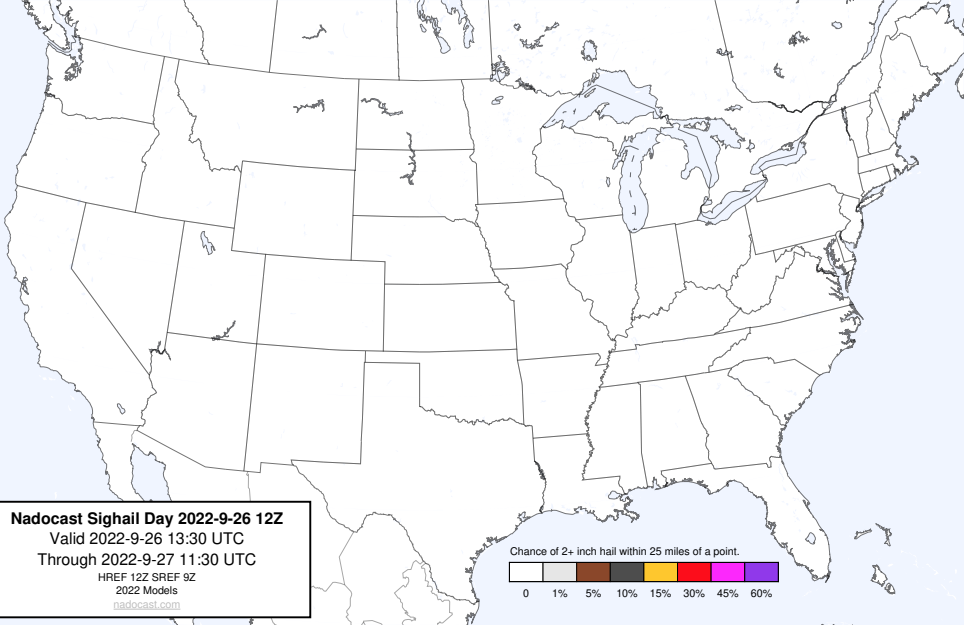 Nadocast Sighail Day 2022-9-26 12Z
Valid 2022-9-26 13:30 UTC
Through 2022-9-27 11:30 UTC
HREF 12Z SREF 9Z
2022 Models
nadocast.com
Chance of 2+ inch hail within 25 miles of a point.
0 1% 5% 10% 15% 30% 45% 60%